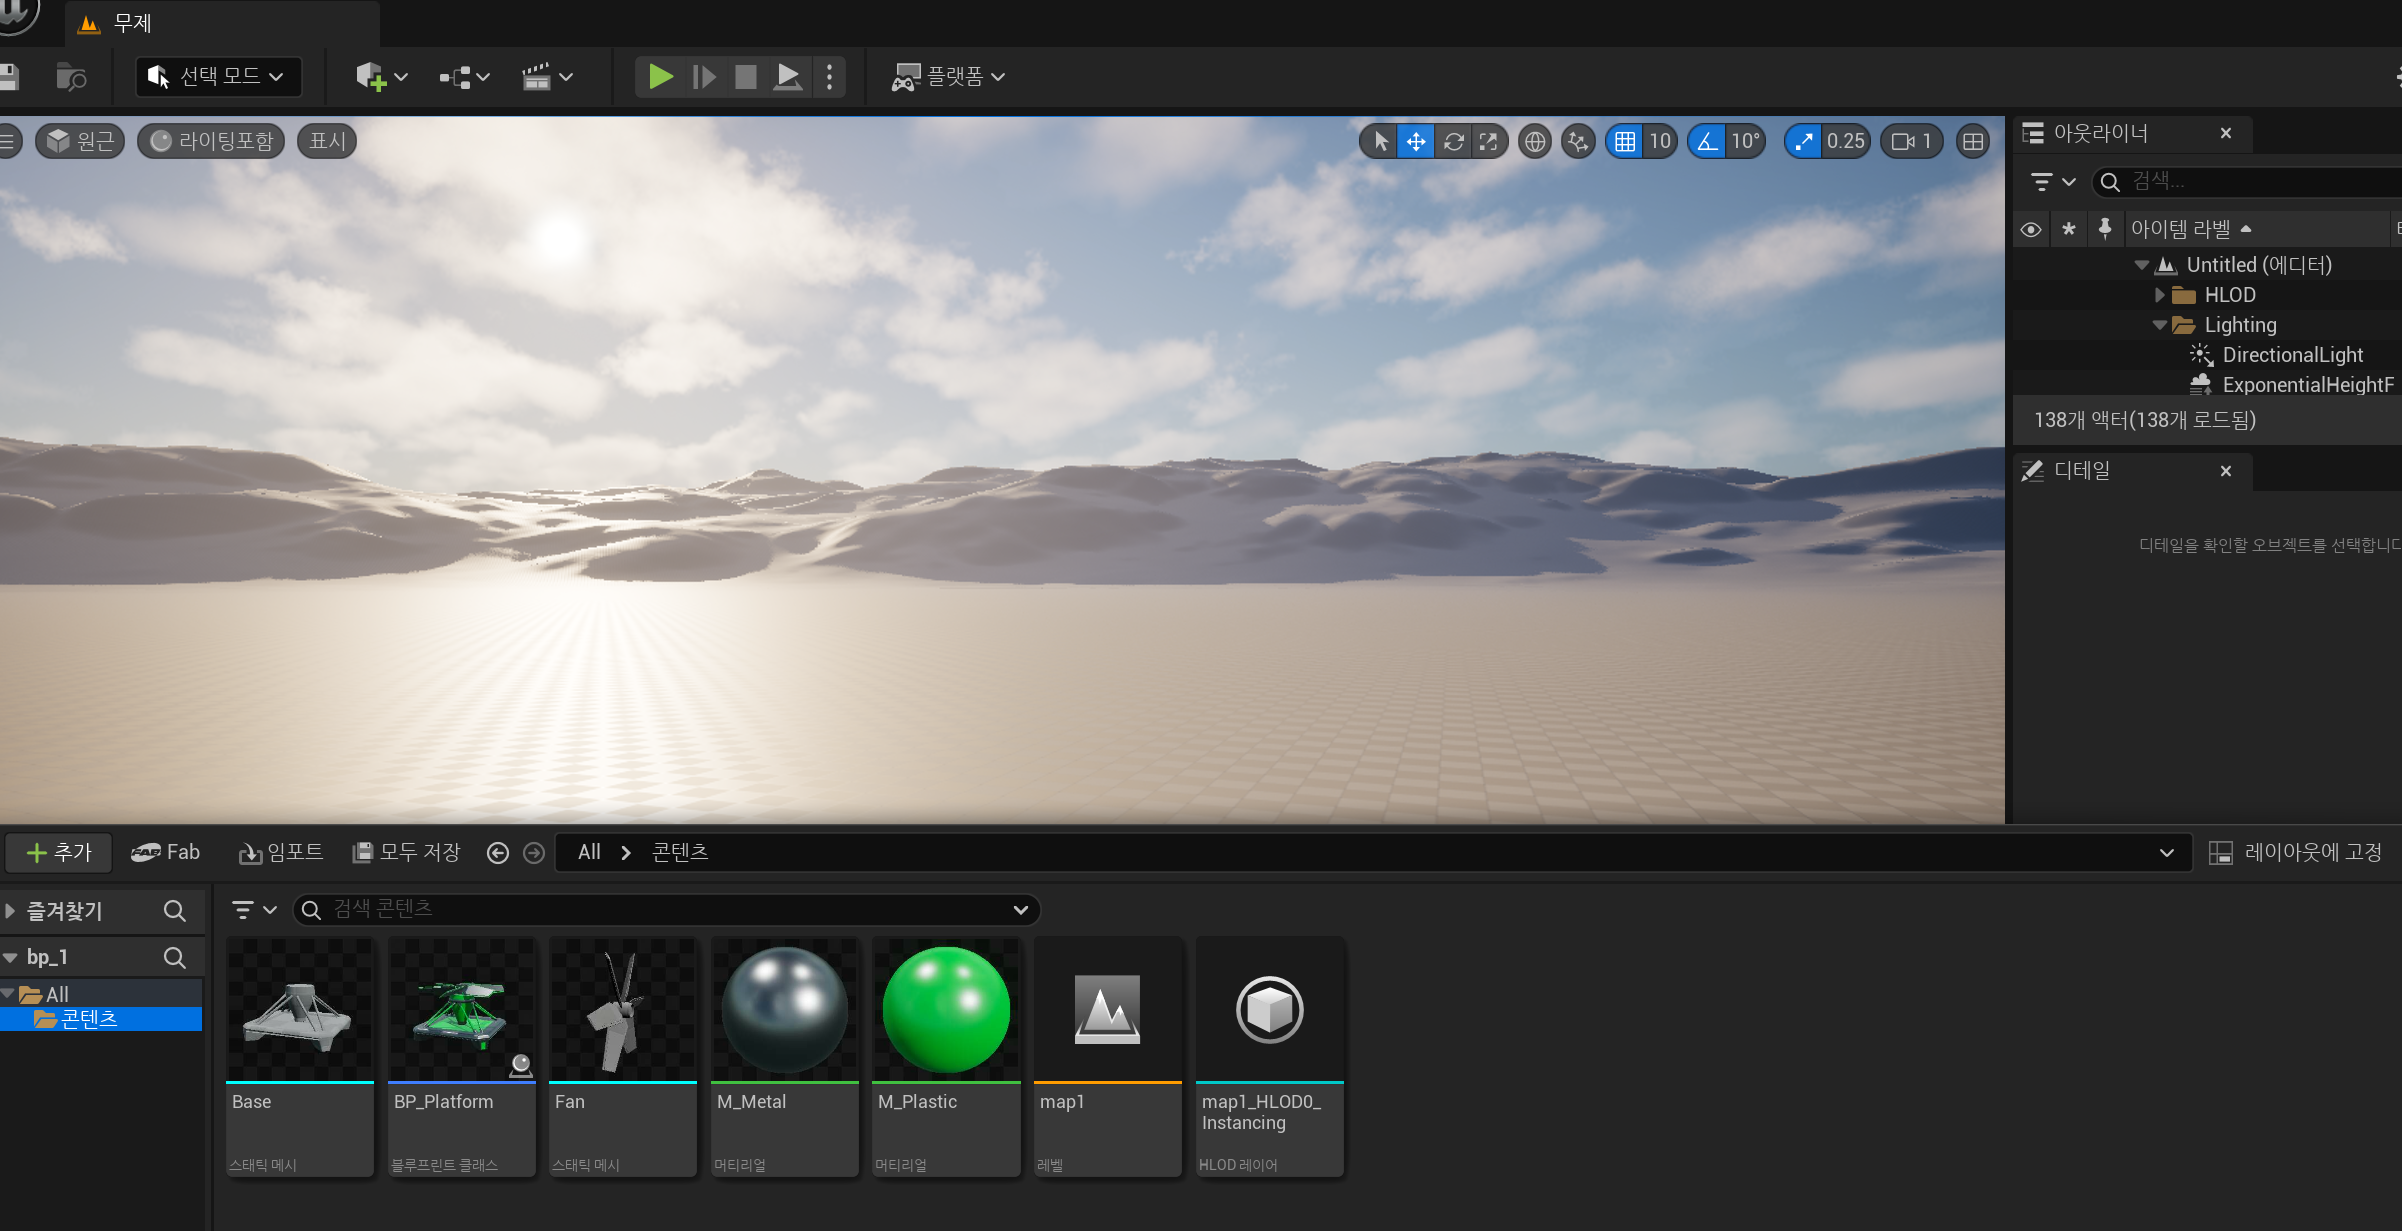 무제
선택 모드
플랫폼
원근
라이팅포함
표시
10
10°
0.25
1
아웃라이너
검색...
아이템 라벨
Untitled (에디터)
HLOD
Lighting
DirectionalLight
ExponentialHeightF
138개 액터(138개 로드됨)
디테일
디테일을 확인할 오브젝트를 선택합니다
추가
Fab
임포트
모두 저장
All
콘텐츠
레이아웃에 고정
즐겨찾기
검색 콘텐츠
bp_1
All
콘텐츠
Base
스태틱 메시
BP_Platform
블루프린트 클래스
Fan
스태틱 메시
M_Metal
머티리얼
M_Plastic
머티리얼
map1
레벨
map1_HLOD0_
Instancing
HLOD 레이어